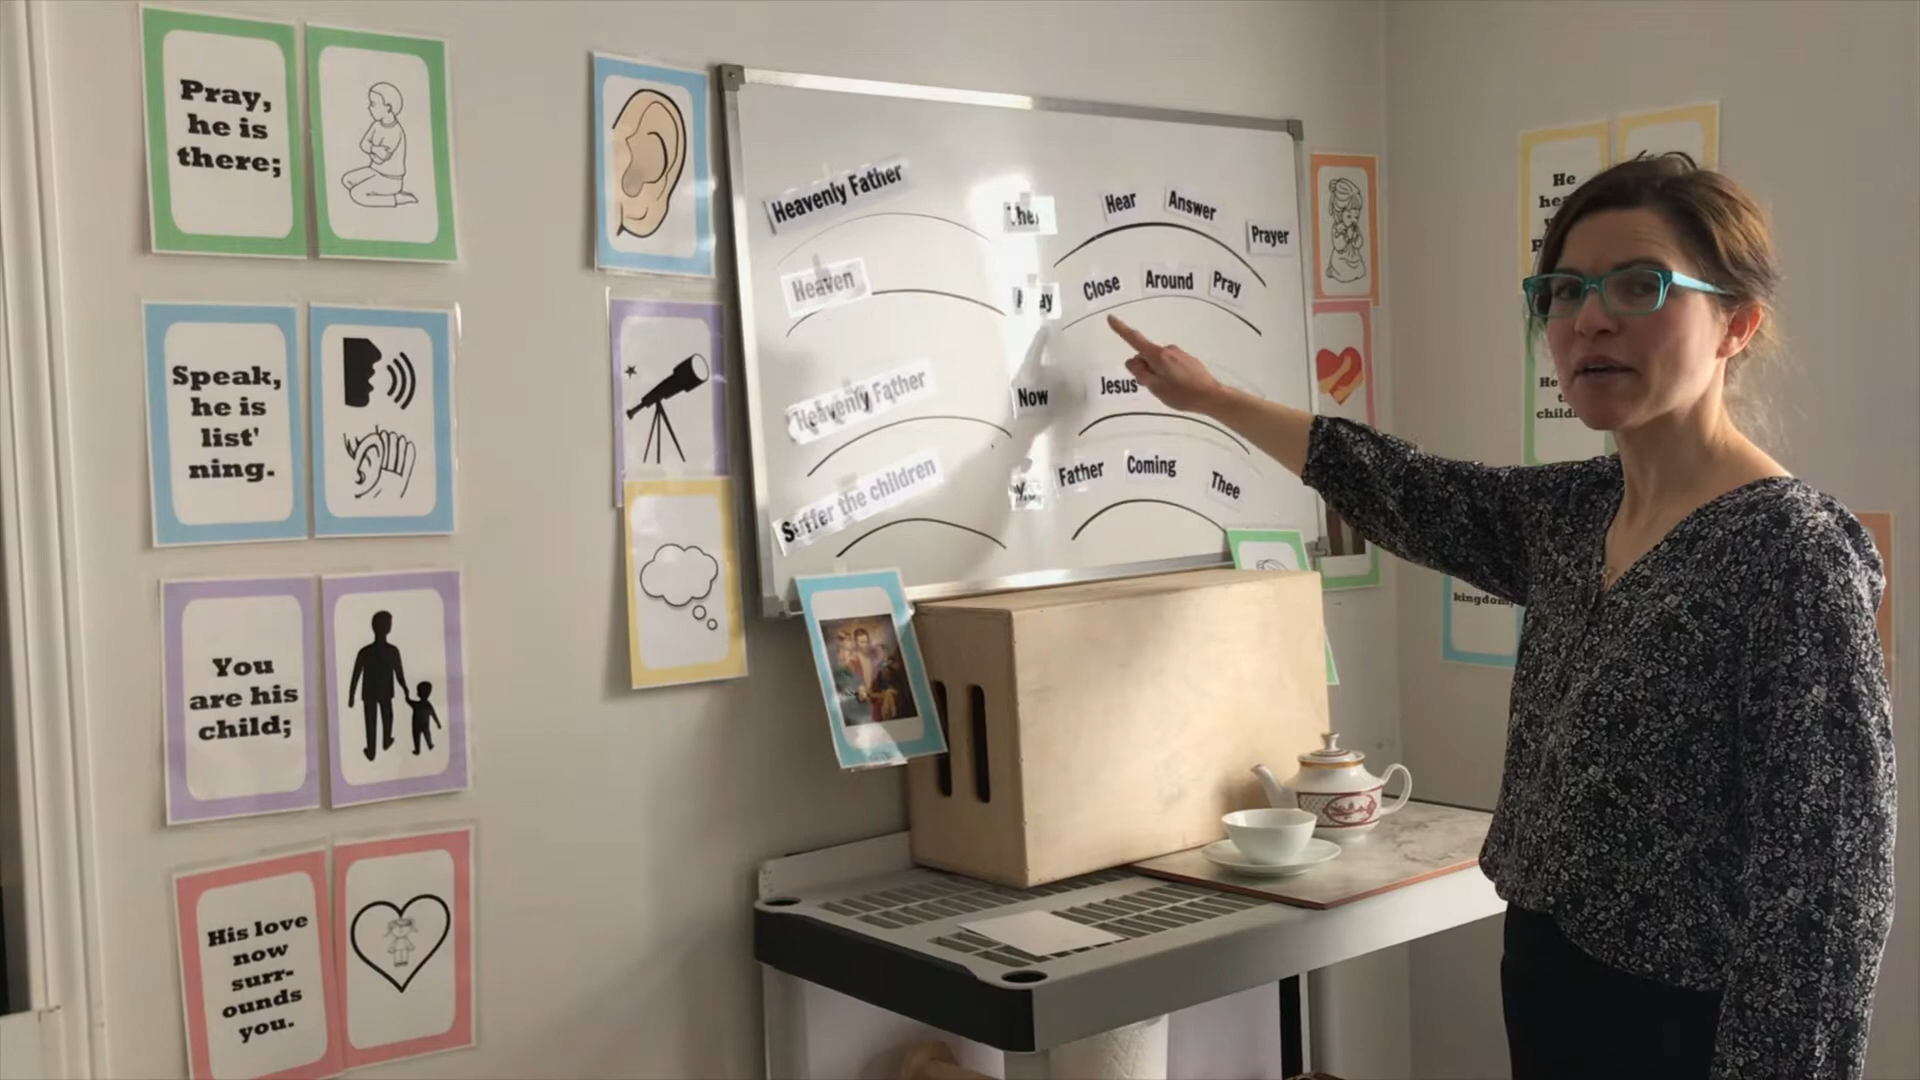 Pray,
he is
there;
Speak,
he is
list'
ning.
You
are his
child;
His love
now
surr-
ounds
you.
Heavenly Father
Hear Answer Prayer
Heaven
Close Around Pray
Heavenly Father
Now Jesus
Suffer the children
Father Coming Thee
He
He
child
kingdom,